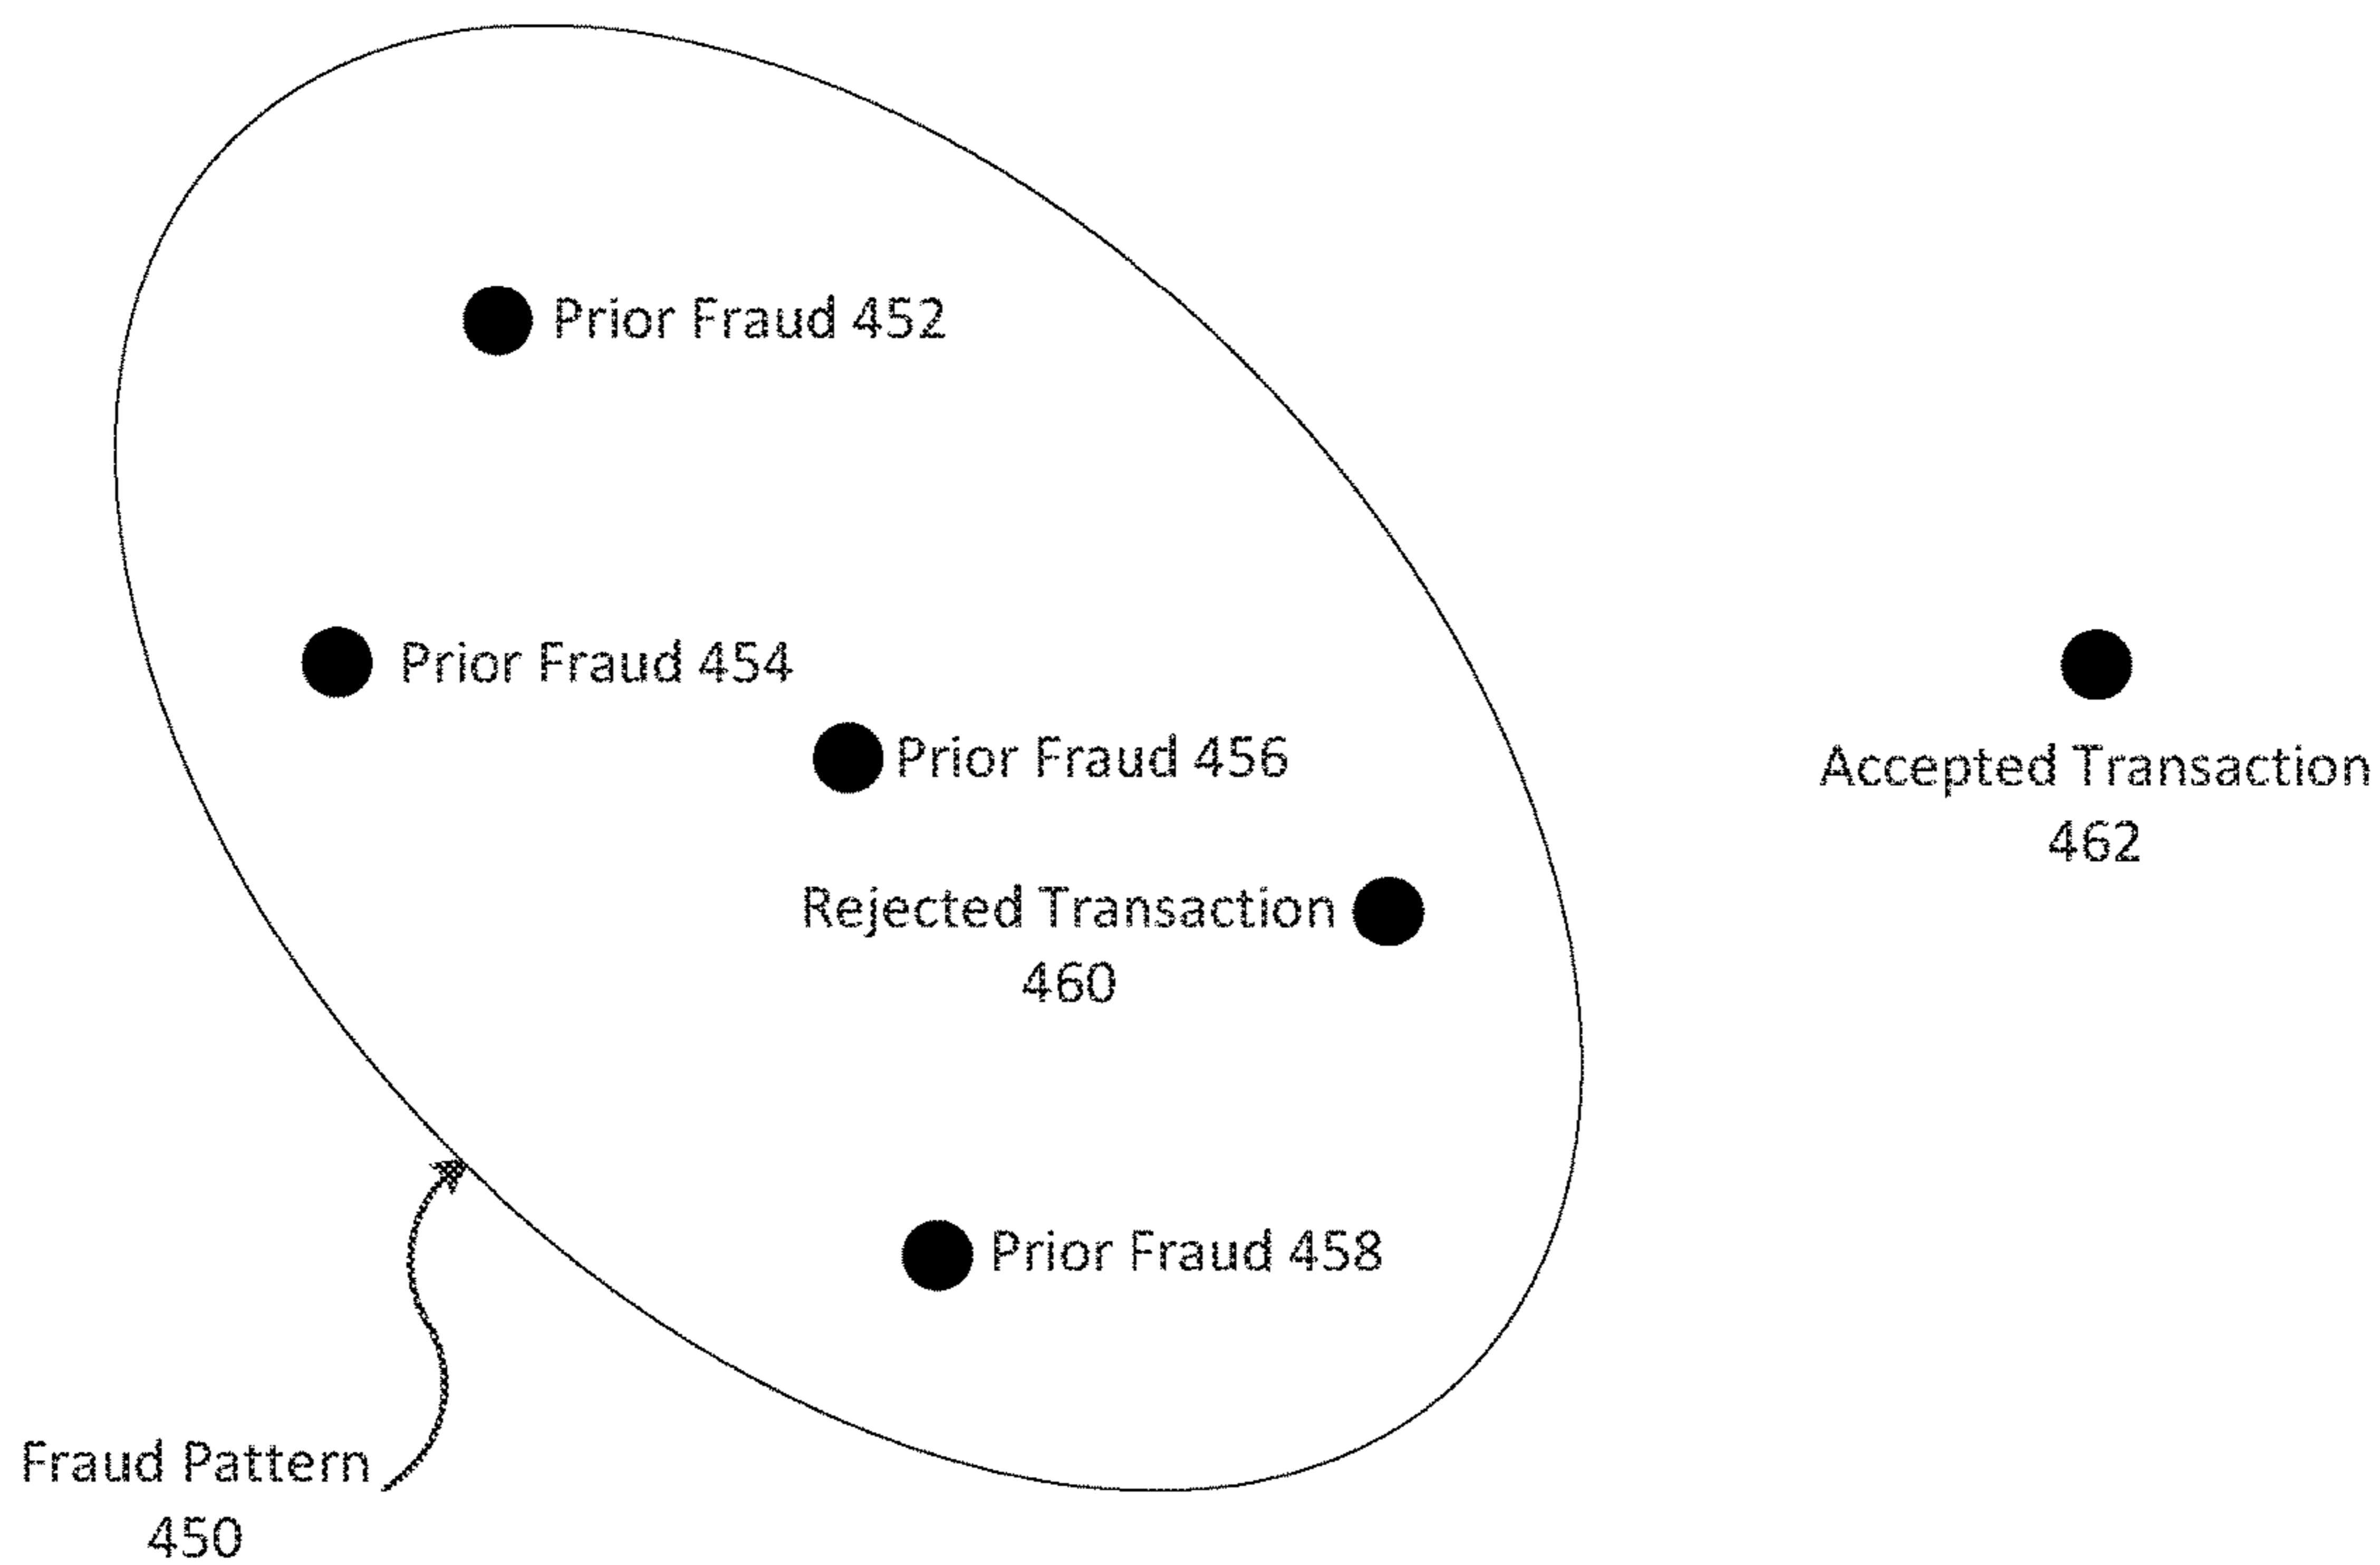 Prior Fraud 452
Prior Fraud 454
Prior Fraud 456
Accepted Transaction
462
Rejected Transaction
460
Prior Fraud 458
Fraud Pattern
450